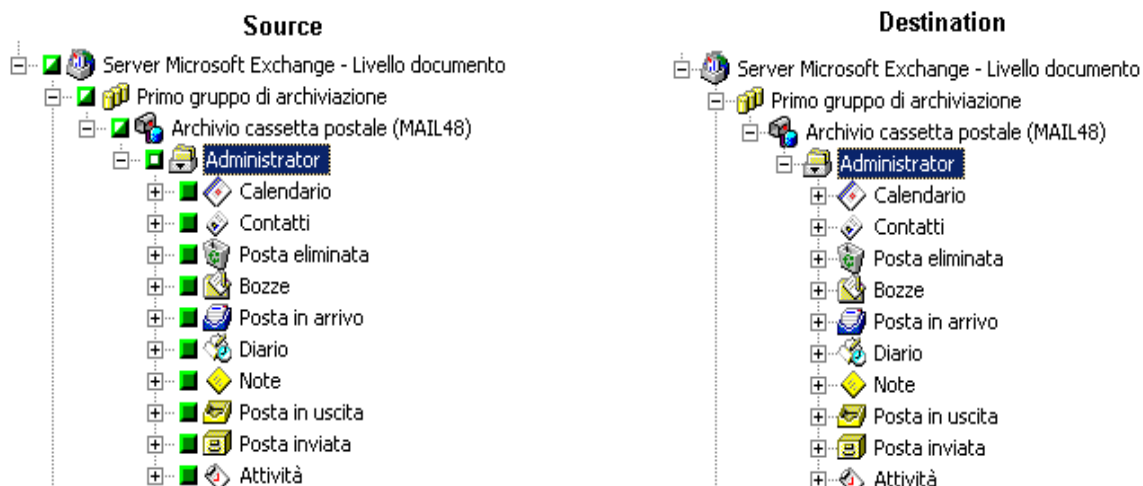 Source
Server Microsoft Exchange - Livello documento
Primo gruppo di archiviazione
Archivio cassetta postale (MAIL48)
Administrator
Calendario
Contatti
Posta eliminata
Bozze
Posta in arrivo
Diario
Note
Posta in uscita
Posta inviata
Attività
Destination
Server Microsoft Exchange - Livello documento
Primo gruppo di archiviazione
Archivio cassetta postale (MAIL48)
Administrator
Calendario
Contatti
Posta eliminata
Bozze
Posta in arrivo
Diario
Note
Posta in uscita
Posta inviata
Attività